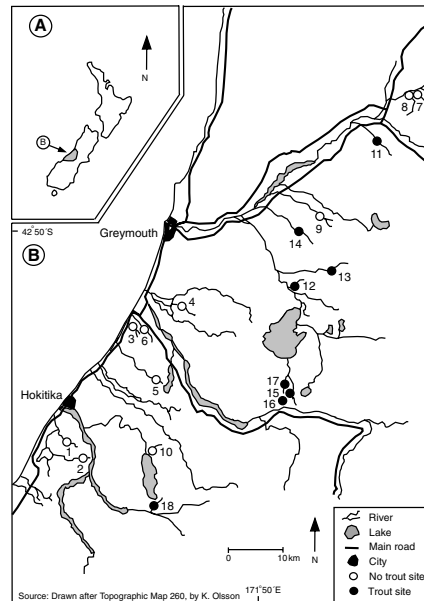 A
N
B
42°50'S
Greymouth
B
8 7
11
9
14
13
12
4
3 6
5
17
15
16
Hokitika
1
2
10
18
N
0 10 km
River
Lake
Main road
City
No trout site
Trout site
Source: Drawn after Topographic Map 260, by K. Olsson
171°50'E